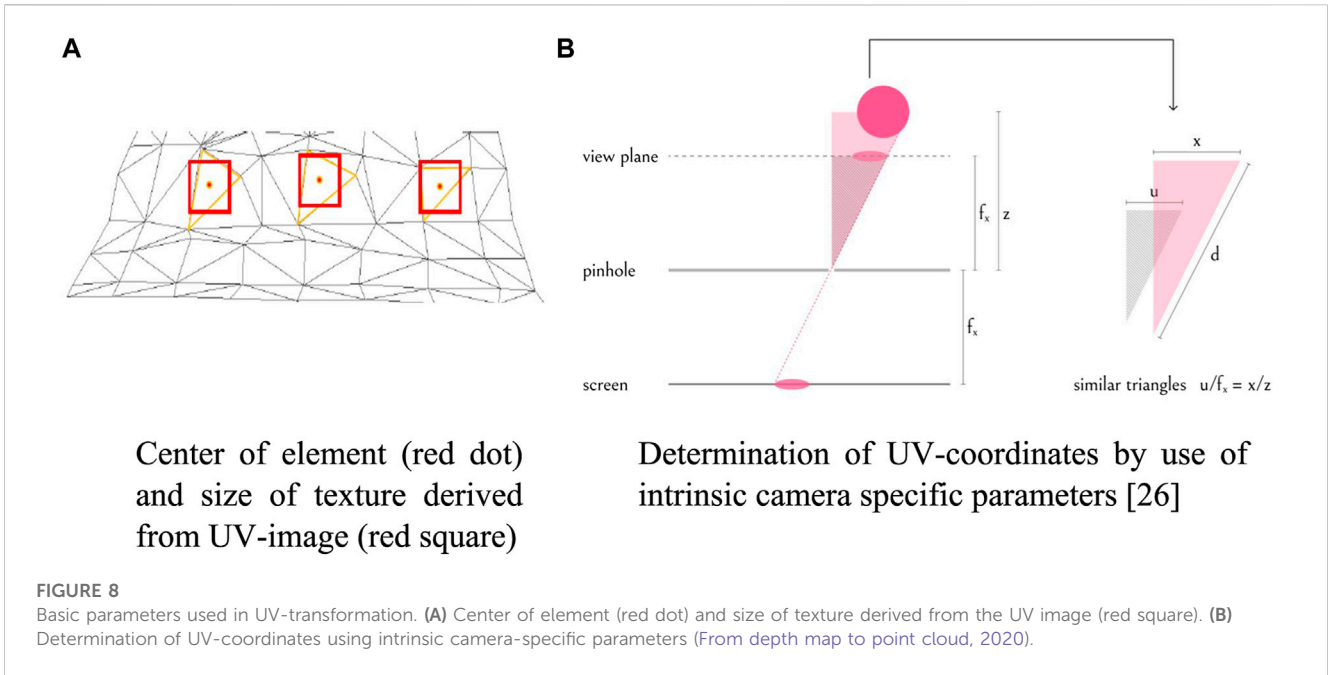 A
B
view plane
pinhole
screen
fx
z
fx
x
u
d
similar triangles u/fx = x/z
Center of element (red dot)
and size of texture derived
from UV-image (red square)
Determination of UV-coordinates by use of
intrinsic camera specific parameters [26]
FIGURE 8
Basic parameters used in UV-transformation. (A) Center of element (red dot) and size of texture derived from the UV image (red square). (B)
Determination of UV-coordinates using intrinsic camera-specific parameters (From depth map to point cloud, 2020).